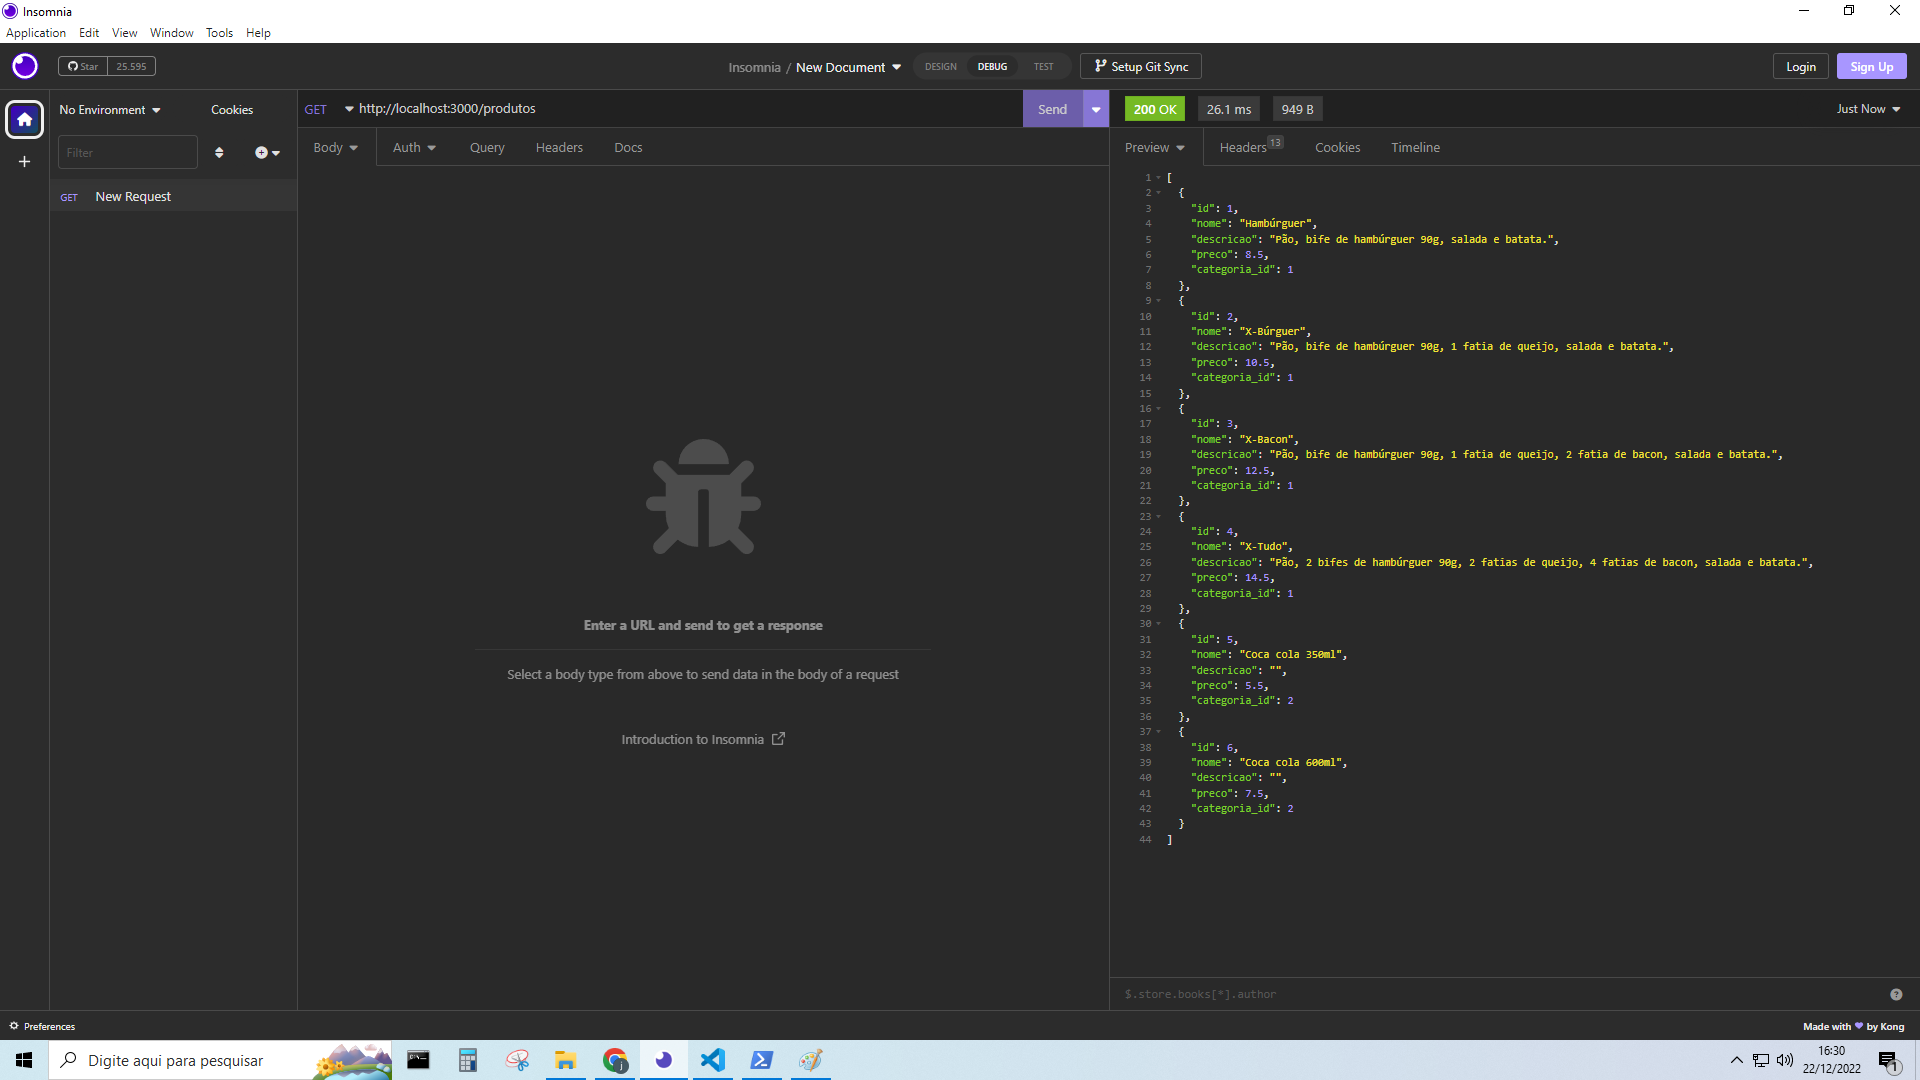 Insomnia
Application Edit View Window Tools Help
Star 25.595
Insomnia / New Document
DESIGN DEBUG TEST
Setup Git Sync
Login Sign Up
No Environment Cookies
GET http://localhost:3000/produtos Send
200 OK 26.1 ms 949 B Just Now
Filter
Body Auth Query Headers Docs
Preview Headers 13 Cookies Timeline
GET New Request
Enter a URL and send to get a response
Select a body type from above to send data in the body of a request
Introduction to Insomnia
1 [
2 {
3 "id": 1,
4 "nome": "Hambúrguer",
5 "descricao": "Pão, bife de hambúrguer 90g, salada e batata.",
6 "preco": 8.5,
7 "categoria_id": 1
8 },
9 {
10 "id": 2,
11 "nome": "X-Búrguer",
12 "descricao": "Pão, bife de hambúrguer 90g, 1 fatia de queijo, salada e batata.",
13 "preco": 10.5,
14 "categoria_id": 1
15 },
16 {
17 "id": 3,
18 "nome": "X-Bacon",
19 "descricao": "Pão, bife de hambúrguer 90g, 1 fatia de queijo, 2 fatia de bacon, salada e batata.",
20 "preco": 12.5,
21 "categoria_id": 1
22 },
23 {
24 "id": 4,
25 "nome": "X-Tudo",
26 "descricao": "Pão, 2 bifes de hambúrguer 90g, 2 fatias de queijo, 4 fatias de bacon, salada e batata.",
27 "preco": 14.5,
28 "categoria_id": 1
29 },
30 {
31 "id": 5,
32 "nome": "Coca cola 350ml",
33 "descricao": "",
34 "preco": 5.5,
35 "categoria_id": 2
36 },
37 {
38 "id": 6,
39 "nome": "Coca cola 600ml",
40 "descricao": "",
41 "preco": 7.5,
42 "categoria_id": 2
43 }
44 ]
$.store.books[*].author
Preferences
Made with by Kong
Digite aqui para pesquisar
16:30
22/12/2022
1